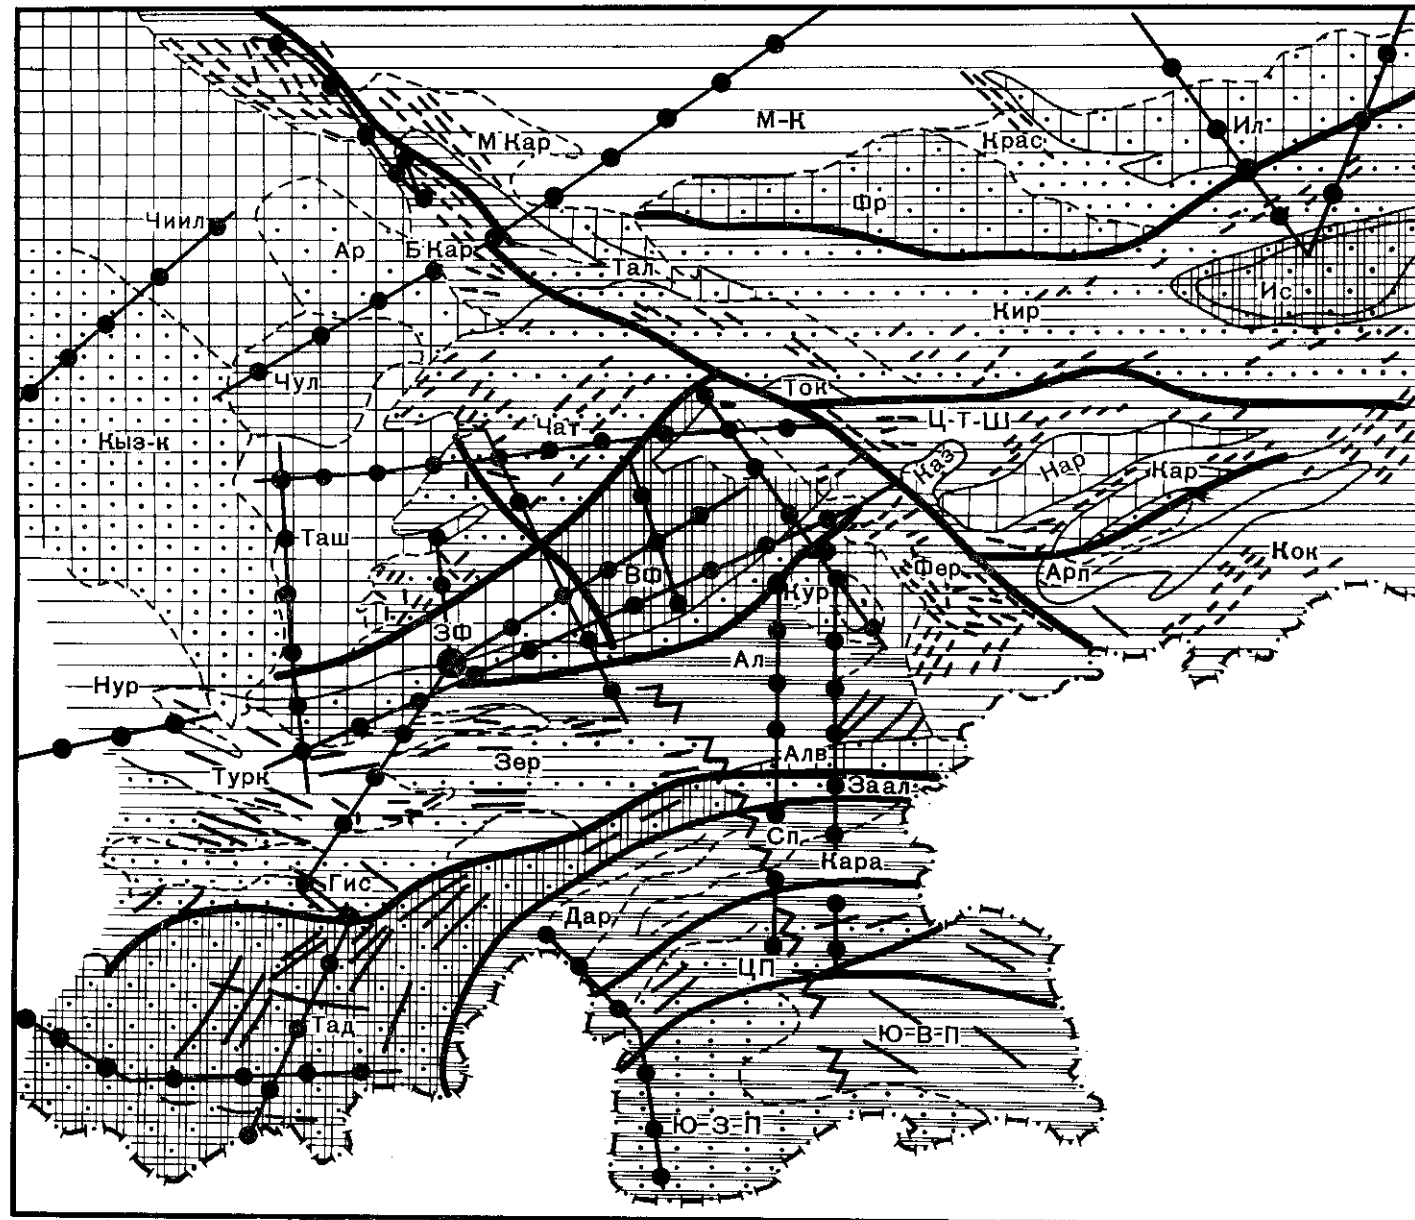 М-К
М Кар
Крас
Ил
Фр
Чиил
Ар
Б Кар
Тал
Ис
Кир
Чул
Ток
Чат
Ц-Т-Ш
Кыз-к
Каз
Нар
Кар
Таш
Кок
ВФ
Фер
Арп
Кур
ЗФ
Ал
Нур
Зер
Алв
Турк
Заал
Сп
Кара
Гис
Дар
ЦП
Тад
Ю-В-П
Ю-З-П